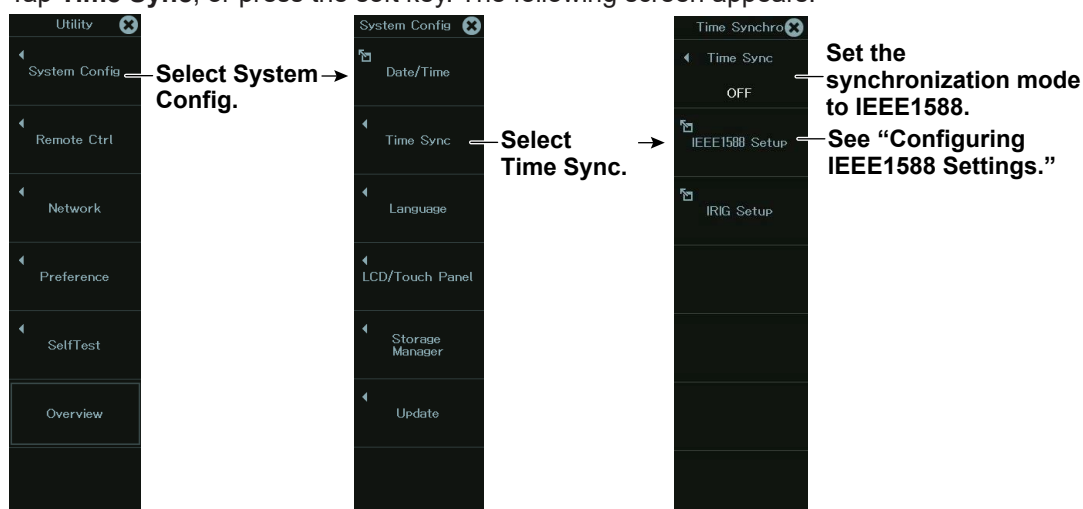 Tap Time Sync, or press the soft key. The following screen appears.
Utility
System Config
Remote Ctrl
Network
Preference
SelfTest
Overview
Select System
Config.
System Config
Date/Time
Time Sync
Language
LCD/Touch Panel
Storage
Manager
Update
Select
Time Sync.
Time Synchro
Time Sync
OFF
IEEE1588 Setup
IRIG Setup
Set the
synchronization mode
to IEEE1588.
See “Configuring
IEEE1588 Settings.”